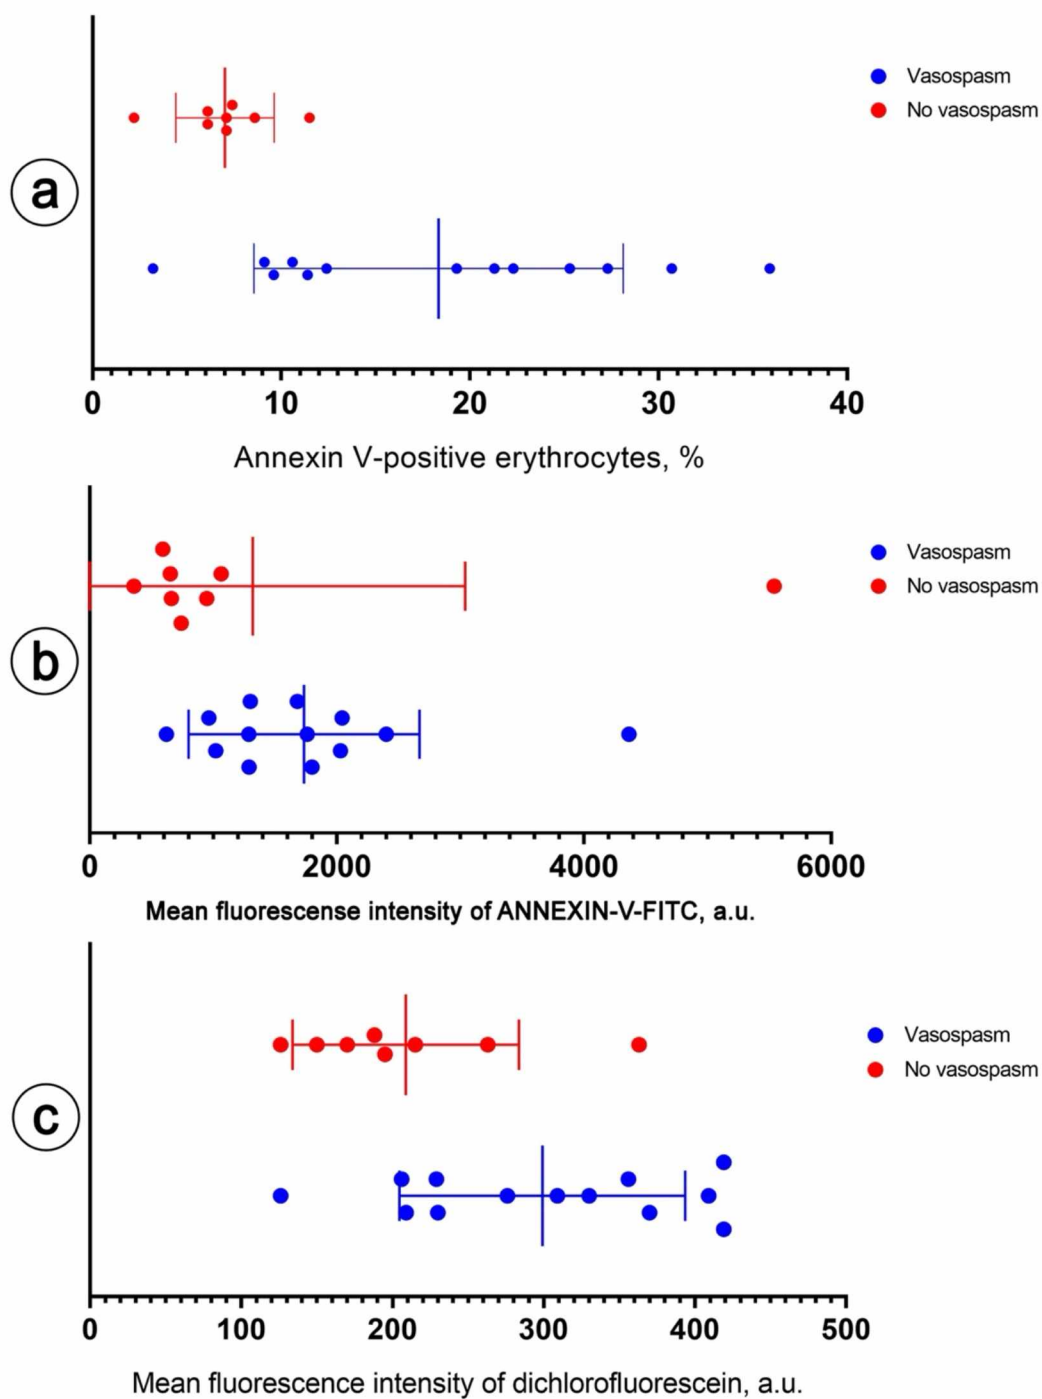 Vasospasm
No vasospasm
a
0 10 20 30 40
Annexin V-positive erythrocytes, %
Vasospasm
No vasospasm
b
0 2000 4000 6000
Mean fluorescense intensity of ANNEXIN-V-FITC, a.u.
Vasospasm
No vasospasm
c
0 100 200 300 400 500
Mean fluorescence intensity of dichlorofluorescein, a.u.